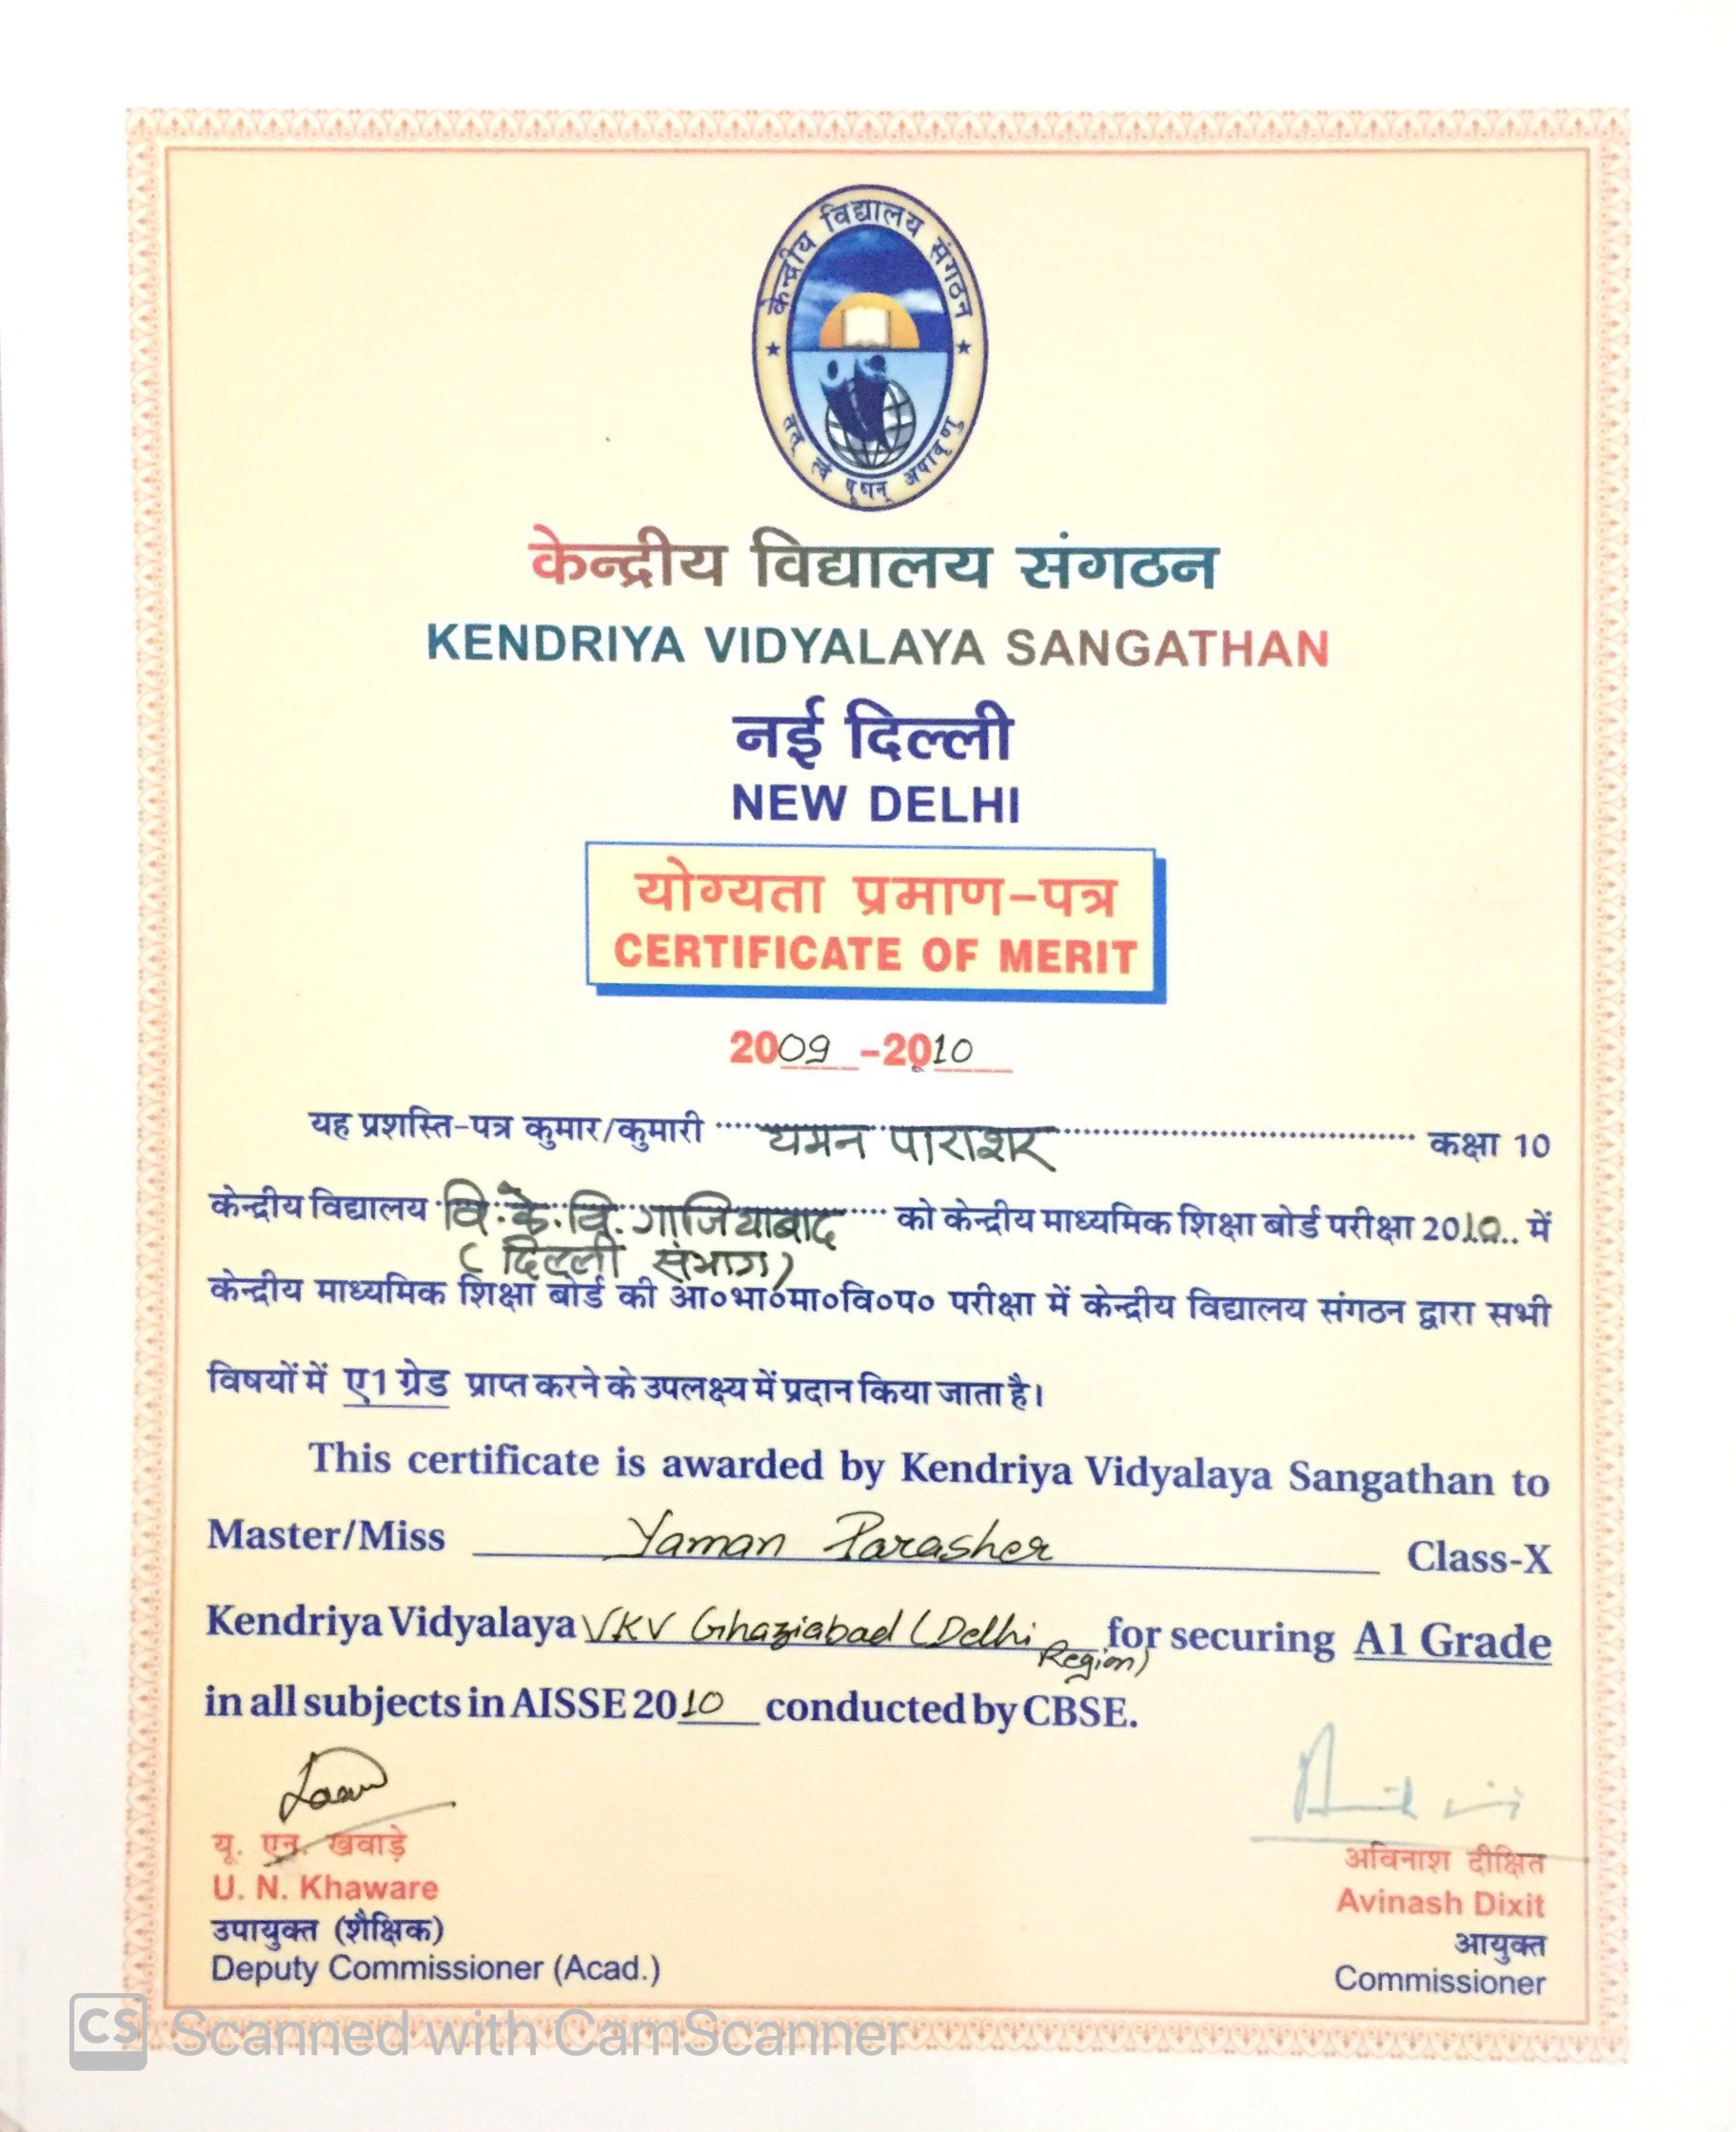 केन्द्रीय विद्यालय संगठन
तत् त्वं पूषन् अपावृणु
केन्द्रीय विद्यालय संगठन
KENDRIYA VIDYALAYA SANGATHAN
नई दिल्ली
NEW DELHI
योग्यता प्रमाण-पत्र
CERTIFICATE OF MERIT
2009 -2010
यह प्रशस्ति-पत्र कुमार/कुमारी यमन पाराशर कक्षा 10
केन्द्रीय विद्यालय वि.के.वि. गाजियाबाद को केन्द्रीय माध्यमिक शिक्षा बोर्ड परीक्षा 2010.. में
(दिल्ली संभाग)
केन्द्रीय माध्यमिक शिक्षा बोर्ड की आ०भा०मा०वि०प० परीक्षा में केन्द्रीय विद्यालय संगठन द्वारा सभी
विषयों में ए1 ग्रेड प्राप्त करने के उपलक्ष्य में प्रदान किया जाता है।
This certificate is awarded by Kendriya Vidyalaya Sangathan to
Master/Miss Yaman Parasher Class-X
Kendriya Vidyalaya VKV Ghaziabad (Delhi Region) for securing A1 Grade
in all subjects in AISSE 2010 conducted by CBSE.
यू. एन. खवाड़े
U. N. Khaware
उपायुक्त (शैक्षिक)
Deputy Commissioner (Acad.)
अविनाश दीक्षित
Avinash Dixit
आयुक्त
Commissioner
CS Scanned with CamScanner